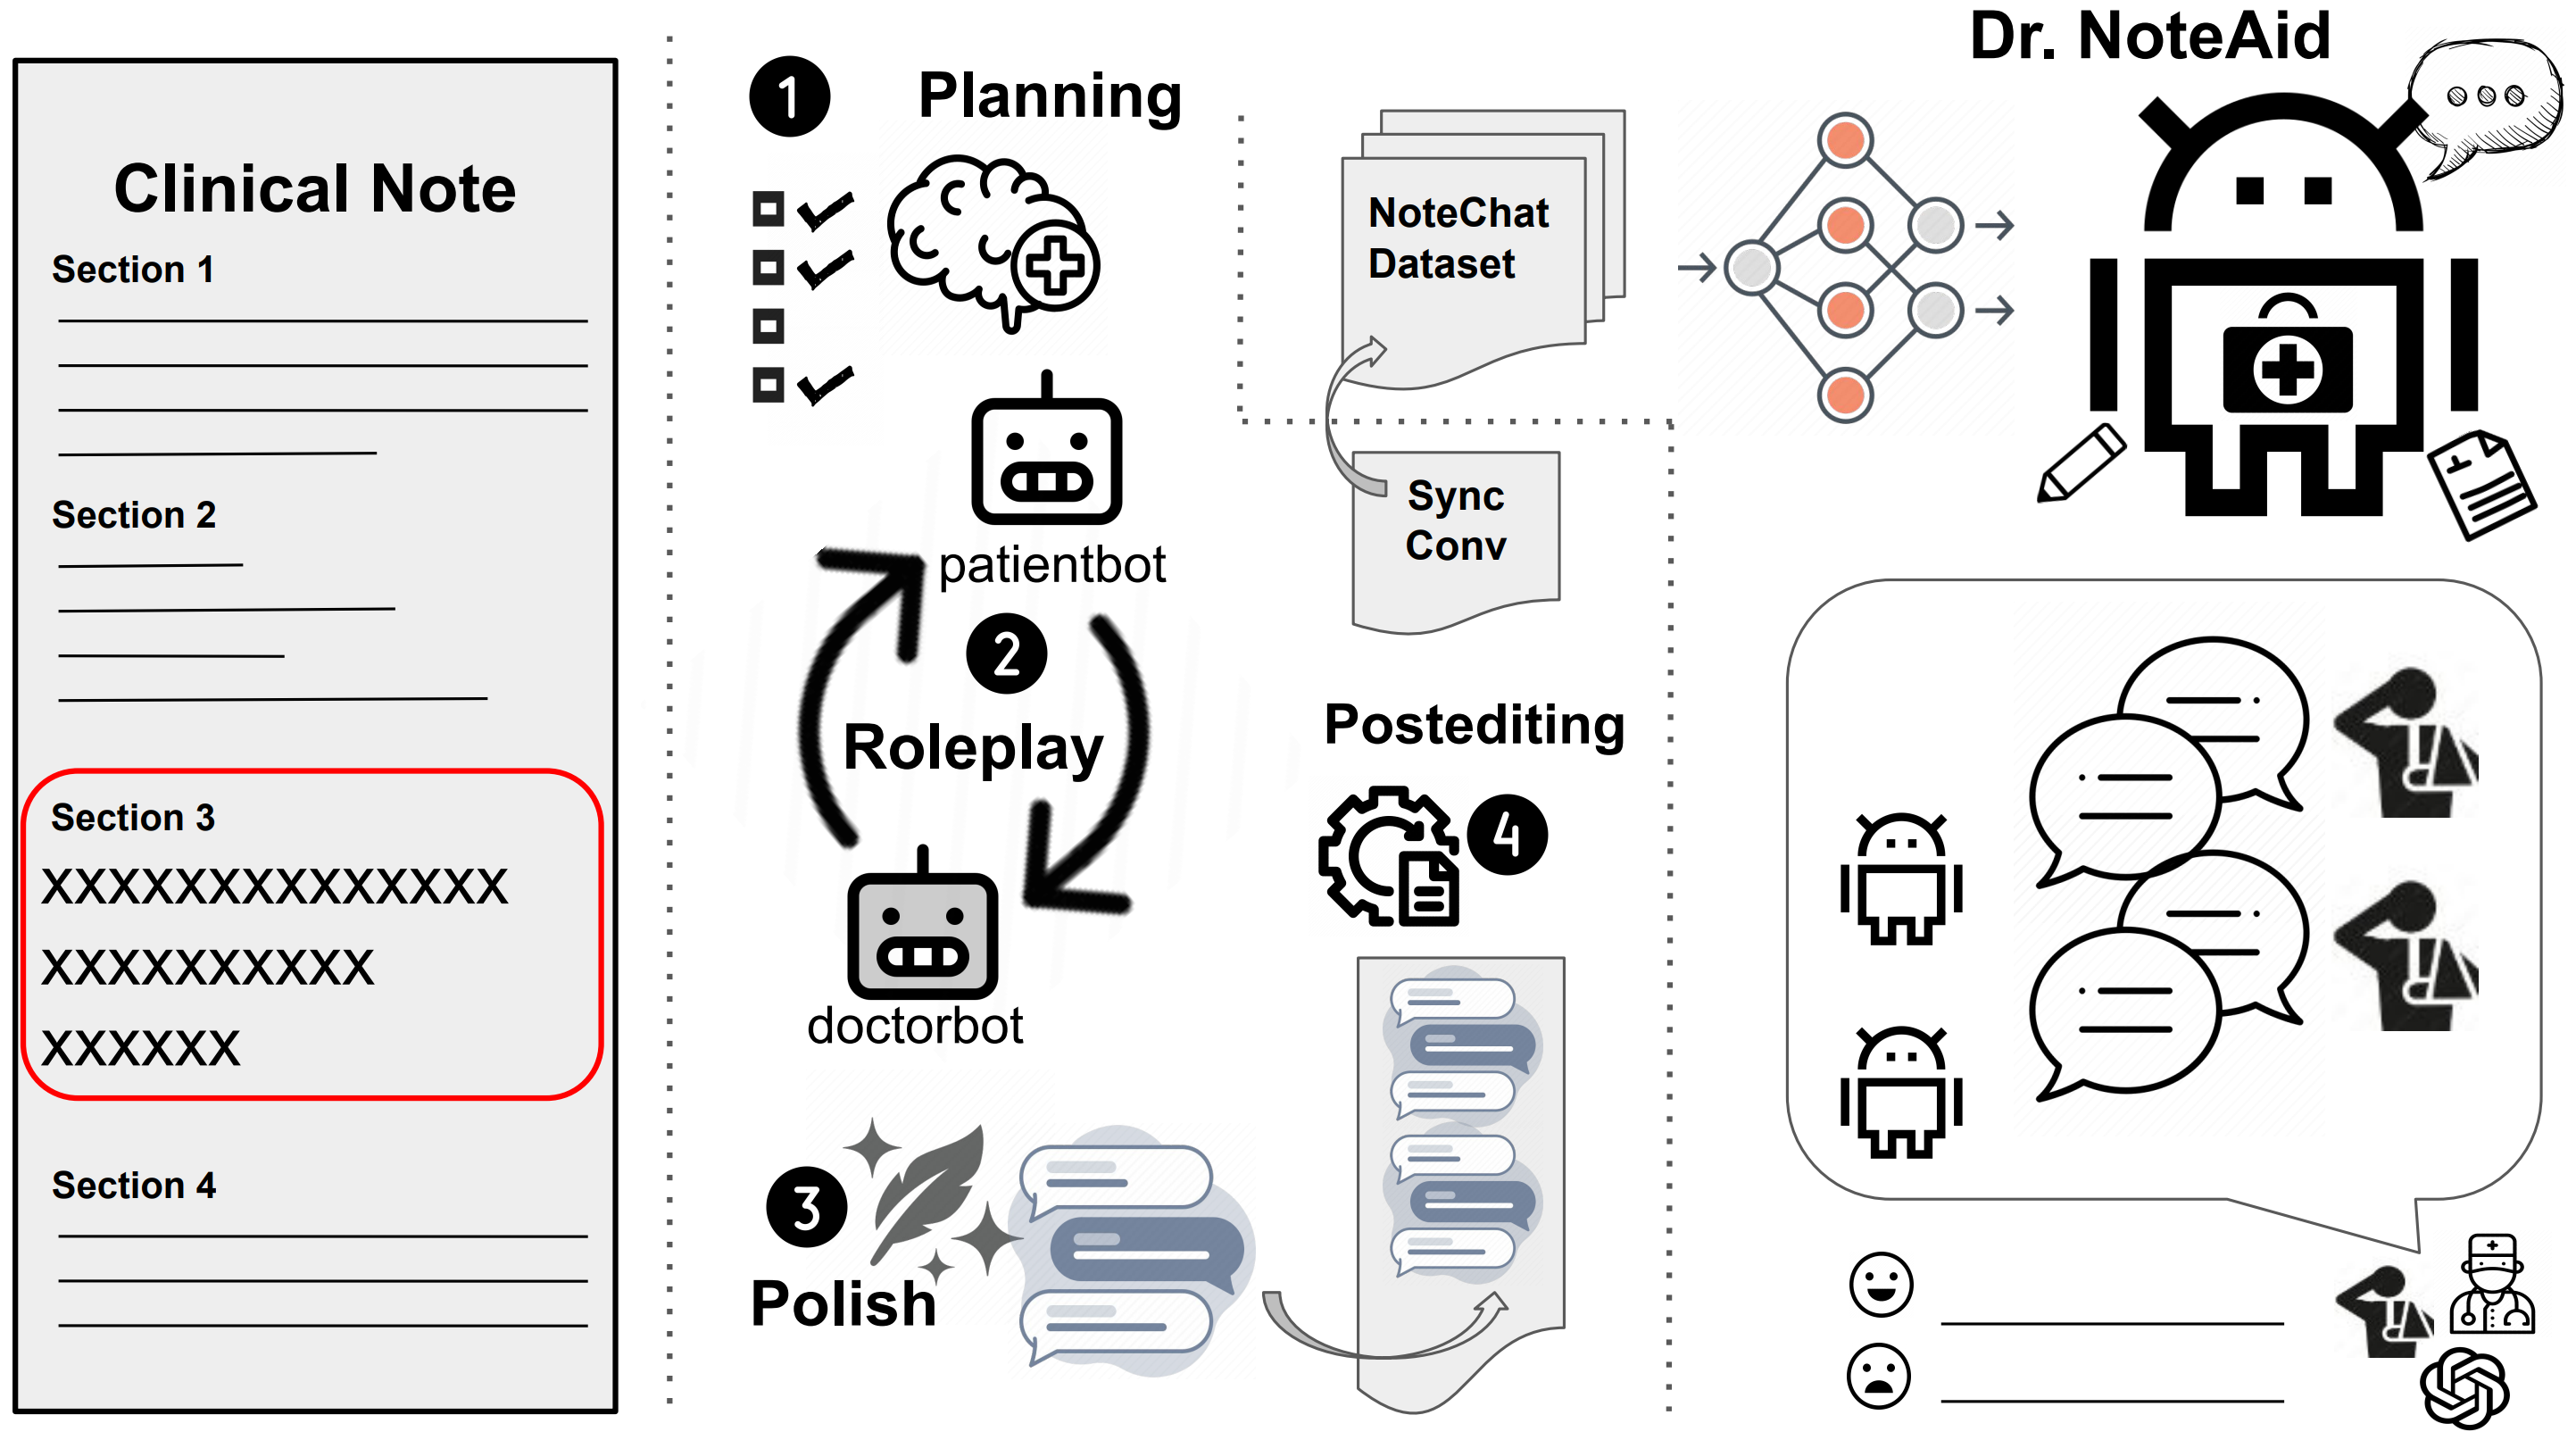 Clinical Note
Section 1
Section 2
Section 3
XXXXXXXXXXXXXX
XXXXXXXXXX
XXXXXX
Section 4
1
Planning
patientbot
2
Roleplay
doctorbot
3
Polish
Postediting
4
Sync
Conv
NoteChat
Dataset
Dr. NoteAid